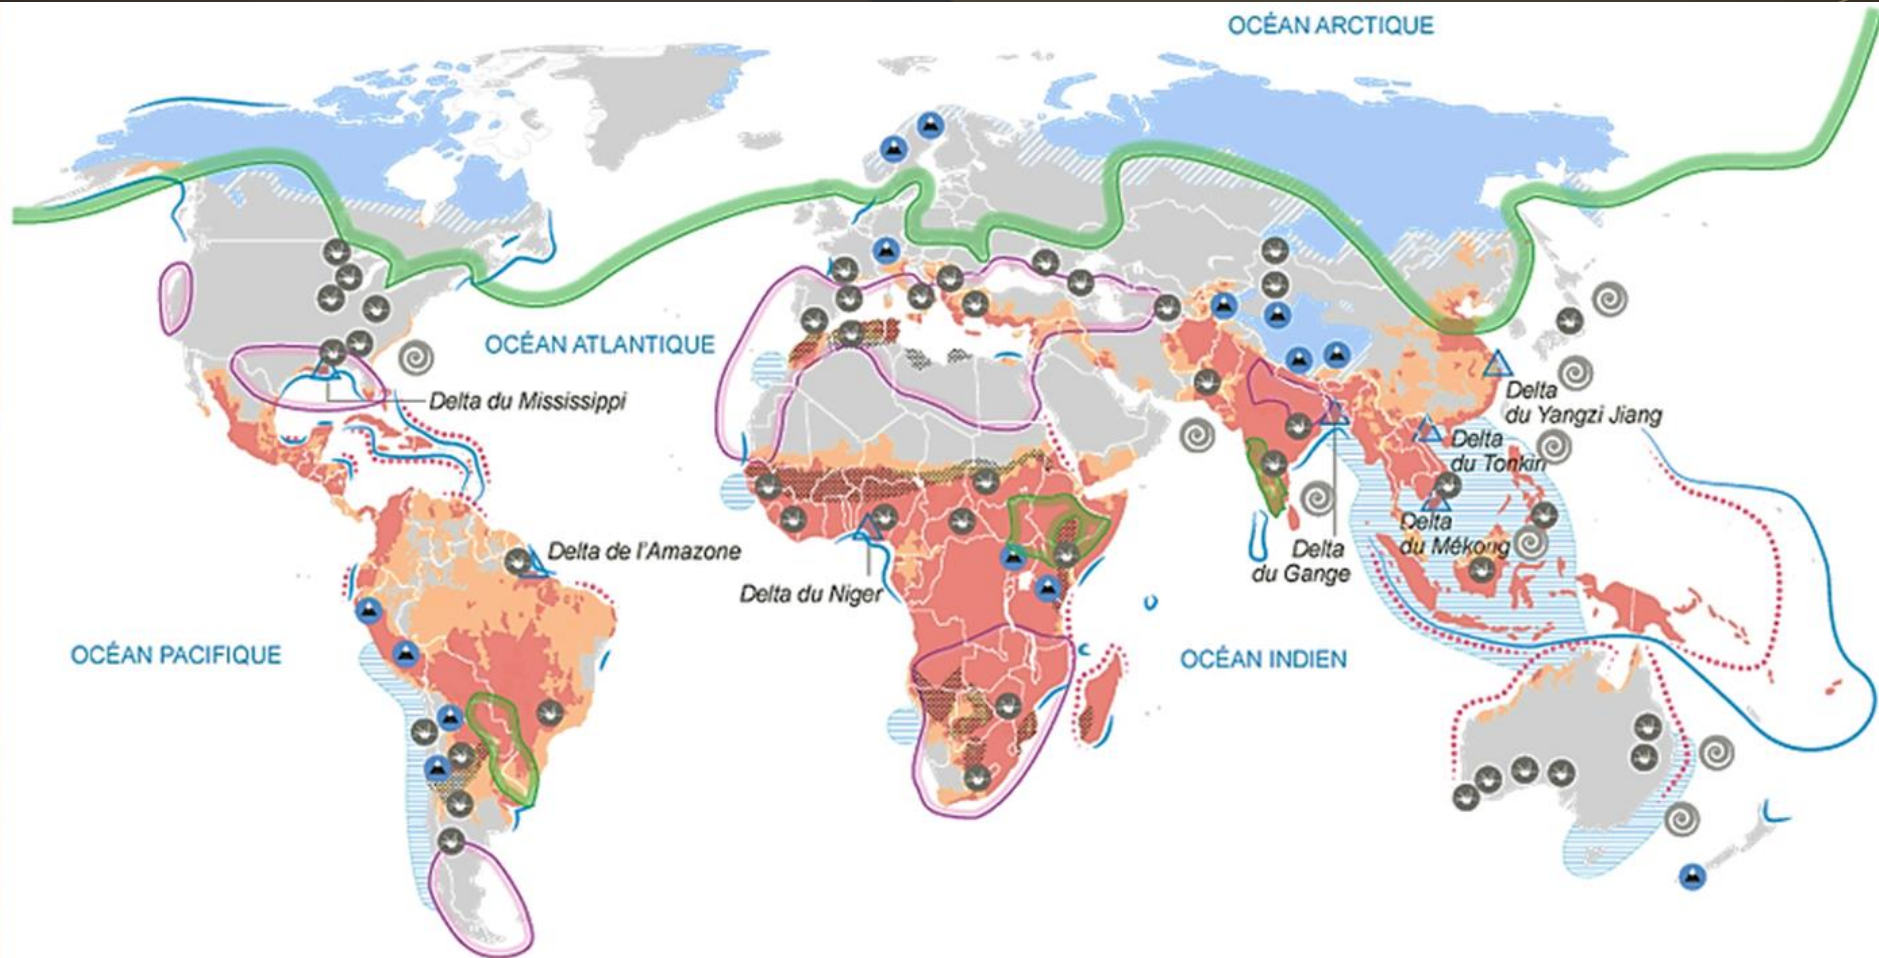 OCÉAN ARCTIQUE
OCÉAN ATLANTIQUE
Delta du Mississippi
Delta
du Yangzi Jiang
Delta
du Tonkin
Delta
du Mékong
Delta de l'Amazone
Delta du Niger
Delta
du Gange
OCÉAN PACIFIQUE
OCÉAN INDIEN